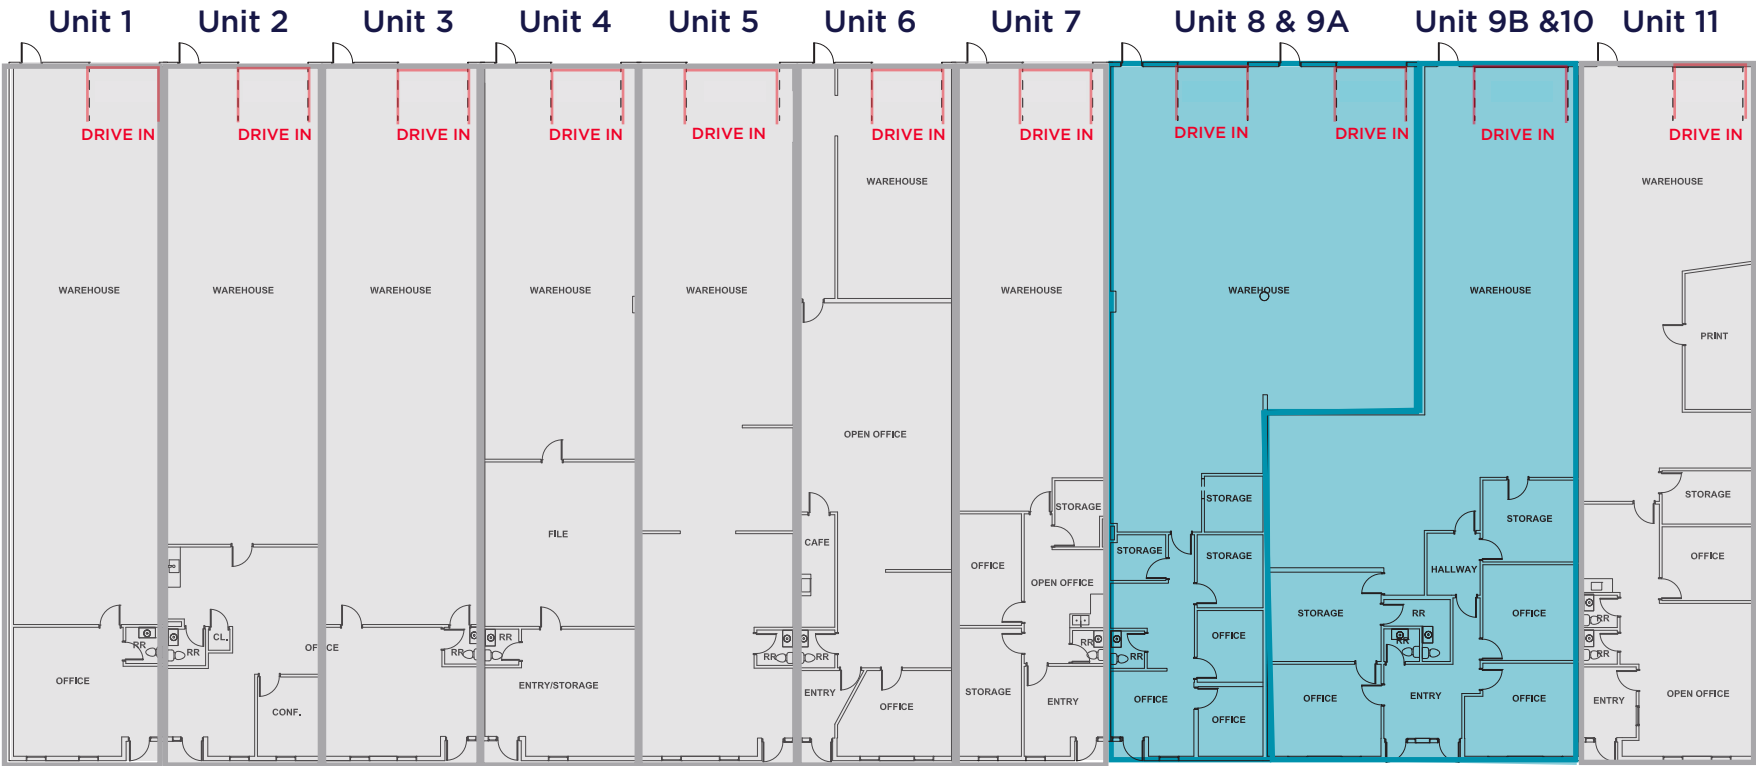 Unit 1
Unit 2
Unit 3
Unit 4
Unit 5
Unit 6
Unit 7
Unit 8 & 9A
Unit 9B &10
Unit 11
DRIVE IN
DRIVE IN
DRIVE IN
DRIVE IN
DRIVE IN
DRIVE IN
DRIVE IN
DRIVE IN
DRIVE IN
DRIVE IN
DRIVE IN
WAREHOUSE
WAREHOUSE
WAREHOUSE
WAREHOUSE
WAREHOUSE
WAREHOUSE
WAREHOUSE
WAREHOUSE
WAREHOUSE
WAREHOUSE
PRINT
OPEN OFFICE
STORAGE
STORAGE
STORAGE
STORAGE
FILE
CAFE
STORAGE
STORAGE
OFFICE
OFFICE
OPEN OFFICE
HALLWAY
STORAGE
RR
OFFICE
RR
CL.
OFFICE
RR
RR
RR
RR
RR
RR
RR
RR
OFFICE
RR
RR
OFFICE
ENTRY/STORAGE
ENTRY
OFFICE
STORAGE
ENTRY
OFFICE
OFFICE
ENTRY
OFFICE
ENTRY
OPEN OFFICE
CONF.
OFFICE